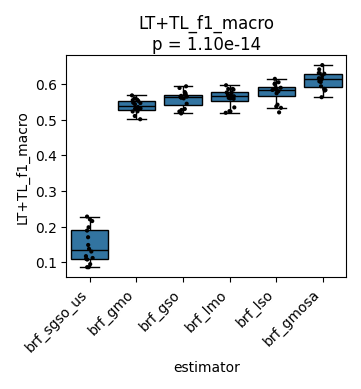 LT+TL_f1_macro
p = 1.10e-14
LT+TL_f1_macro
0.6
0.5
0.4
0.3
0.2
0.1
brf_sgso_us
brf_gmo
brf_gso
brf_lmo
brf_lso
brf_gmosa
estimator